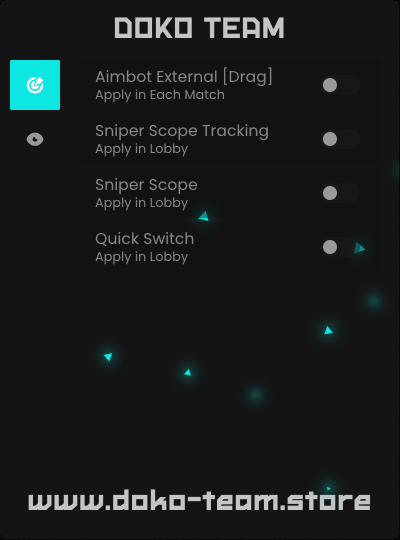 DOKO TEAM
Aimbot External [Drag]
Apply in Each Match
Sniper Scope Tracking
Apply in Lobby
Sniper Scope
Apply in Lobby
Quick Switch
Apply in Lobby
www.doko-team.store